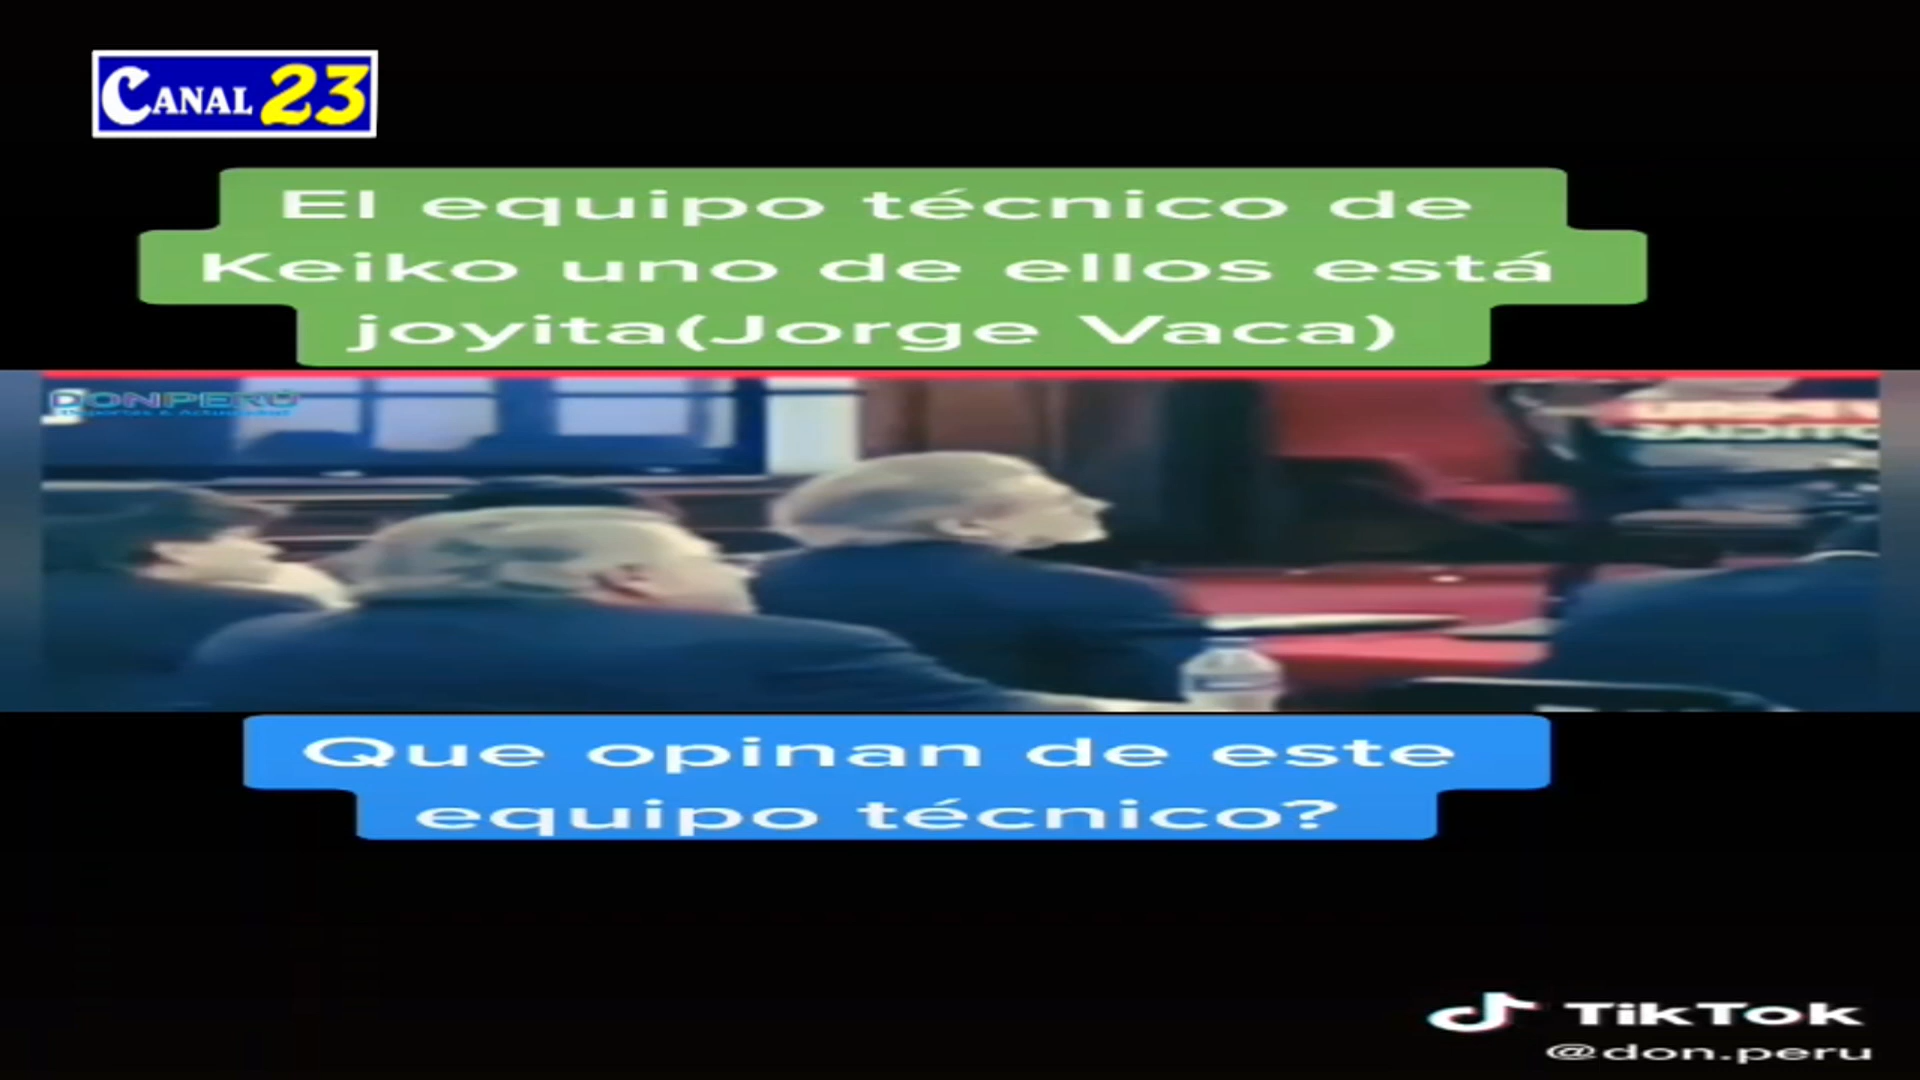 CANAL 23
El equipo técnico de
Keiko uno de ellos está
joyita(Jorge Vaca)
DONPERU
Que opinan de este
equipo técnico?
TikTok
@don.peru